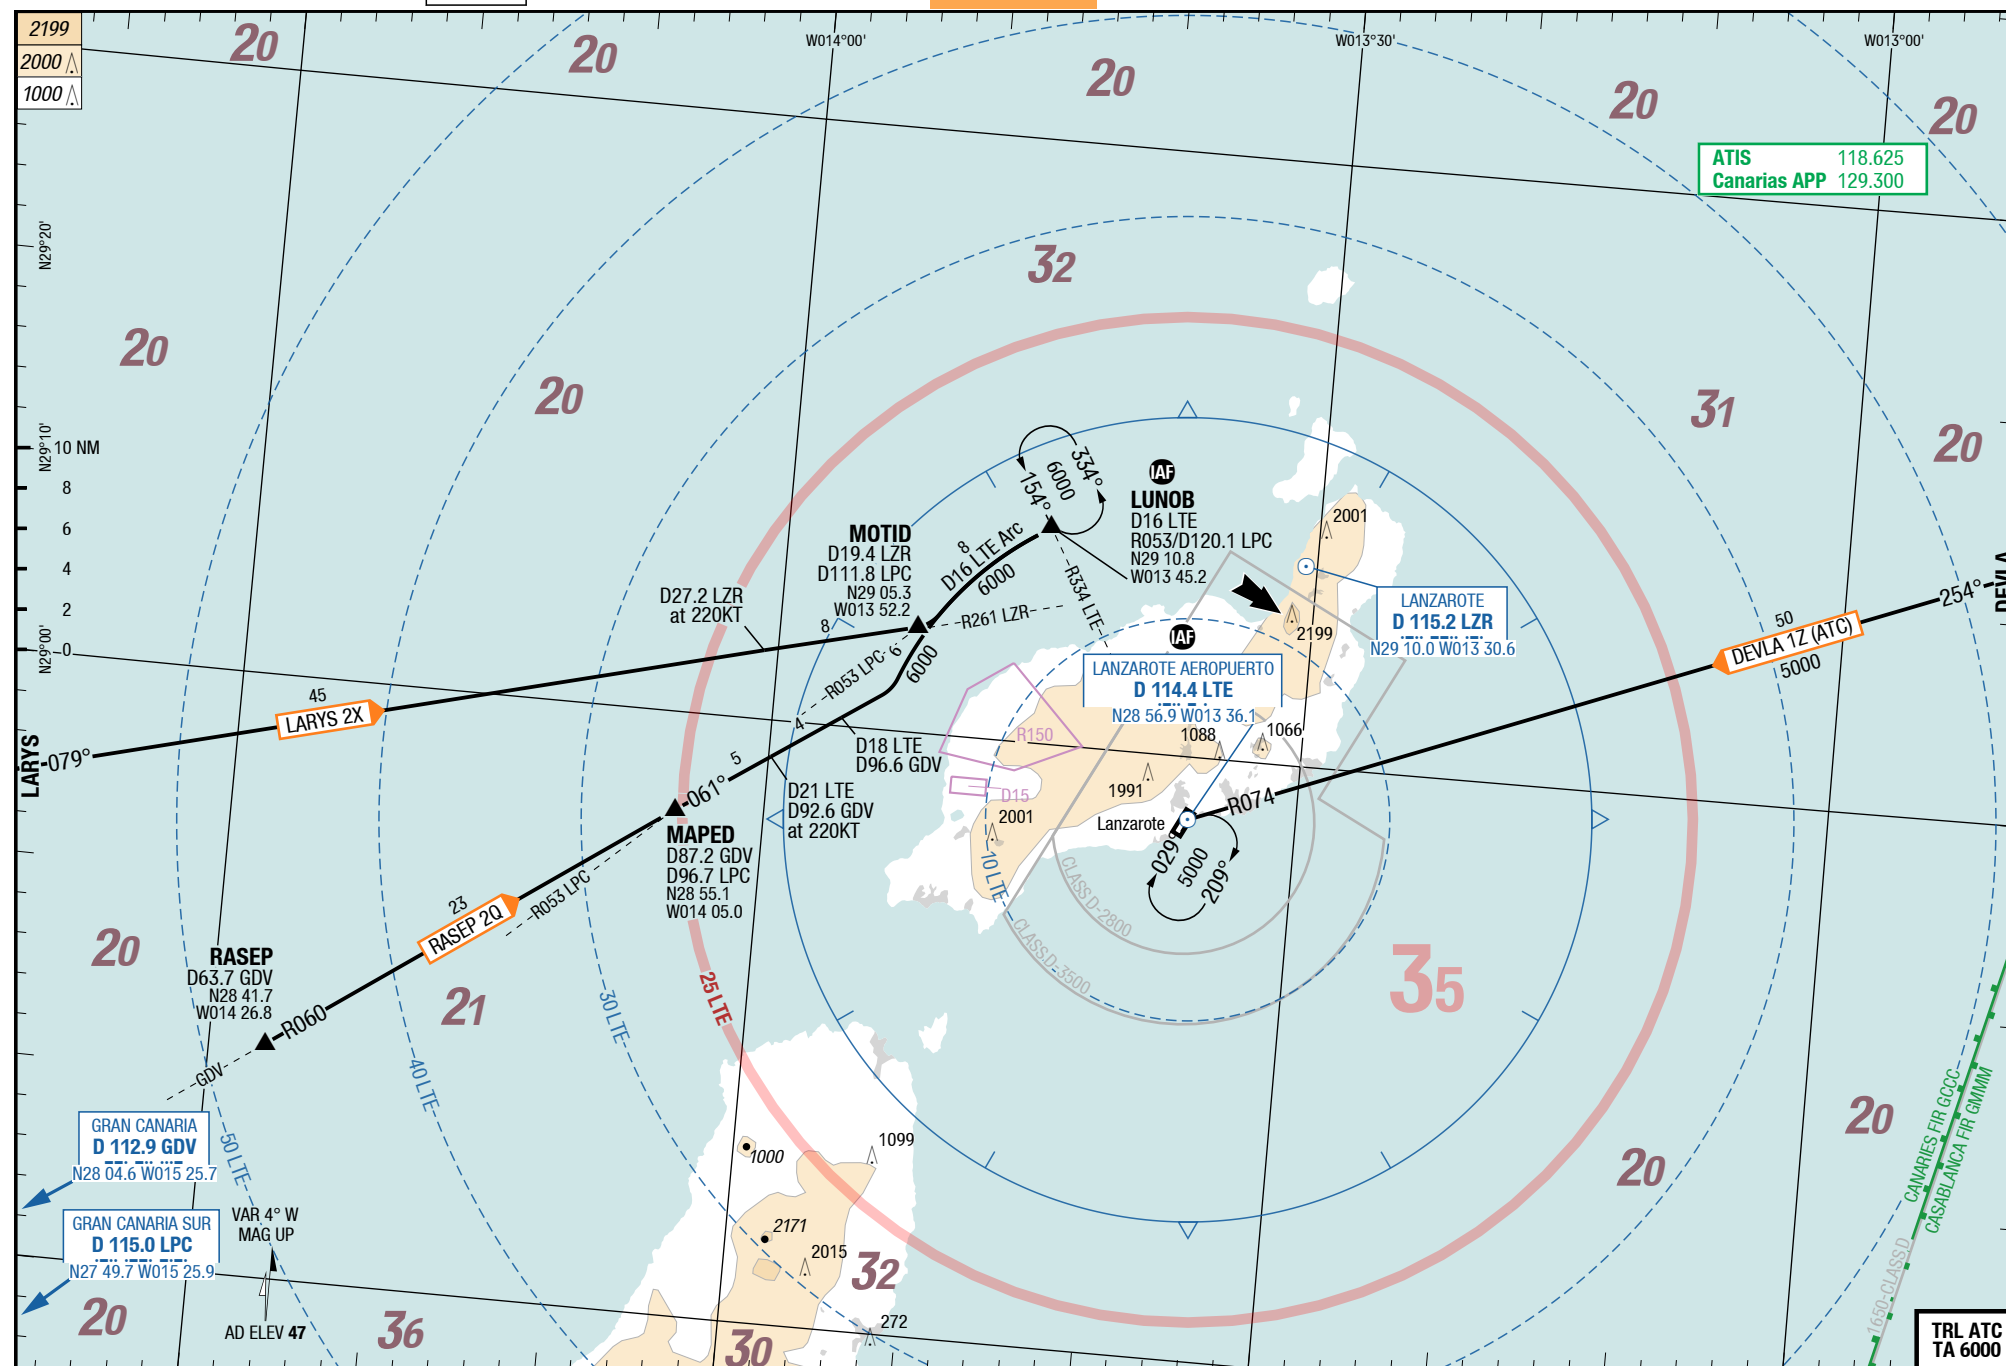 2199
2000
1000
20
20
20
20
20
W014°00'
W013°30'
W013°00'
ATIS 118.625
Canarias APP 129.300
N29°20'
32
20
20
31
20
N29°10'
10 NM
8
6
4
2
0
N29°00'
334°
6000
154°
IAF
LUNOB
D16 LTE
R053/D120.1 LPC
N29 10.8
W013 45.2
MOTID
D19.4 LZR
D111.8 LPC
N29 05.3
W013 52.2
8
D16 LTE Arc
6000
R334 LTE
R261 LZR
D27.2 LZR
at 220KT
8
R053 LPC
6
6000
4
2001
2199
LANZAROTE
D 115.2 LZR
N29 10.0 W013 30.6
IAF
LANZAROTE AEROPUERTO
D 114.4 LTE
N28 56.9 W013 36.1
DEVLA
254°
50
DEVLA 1Z (ATC)
5000
45
LARYS 2X
LARYS
079°
R150
D15
1088
1066
1991
2001
Lanzarote
R074
029°
5000
209°
10 LTE
CLASS.D-2800
CLASS.D-3500
D18 LTE
D96.6 GDV
5
061°
D21 LTE
D92.6 GDV
at 220KT
MAPED
D87.2 GDV
D96.7 LPC
N28 55.1
W014 05.0
R053 LPC
23
RASEP 2Q
RASEP
D63.7 GDV
N28 41.7
W014 26.8
R060
GDV
20
21
25 LTE
30 LTE
40 LTE
50 LTE
35
20
20
GRAN CANARIA
D 112.9 GDV
N28 04.6 W015 25.7
GRAN CANARIA SUR
D 115.0 LPC
N27 49.7 W015 25.9
VAR 4° W
MAG UP
AD ELEV 47
20
36
30
32
1000
1099
2171
2015
272
CANARIES FIR GCCC
CASABLANCA FIR GMMM
1650-CLASS.D
TRL ATC
TA 6000